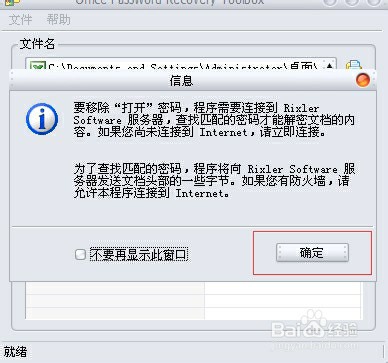 Office Password Recovery Toolbox
文件 帮助
文件名
C:\Documents and Settings\Administrator\桌面\
信息
要移除“打开”密码，程序需要连接到 Rixler
Software 服务器，查找匹配的密码才能解密文档的内
容。如果您尚未连接到 Internet，请立即连接。
为了查找匹配的密码，程序将向 Rixler Software 服
务器发送文档头部的一些字节。如果您有防火墙，请
允许本程序连接到 Internet。
不要再显示此窗口
确定
Baidu经验
就绪